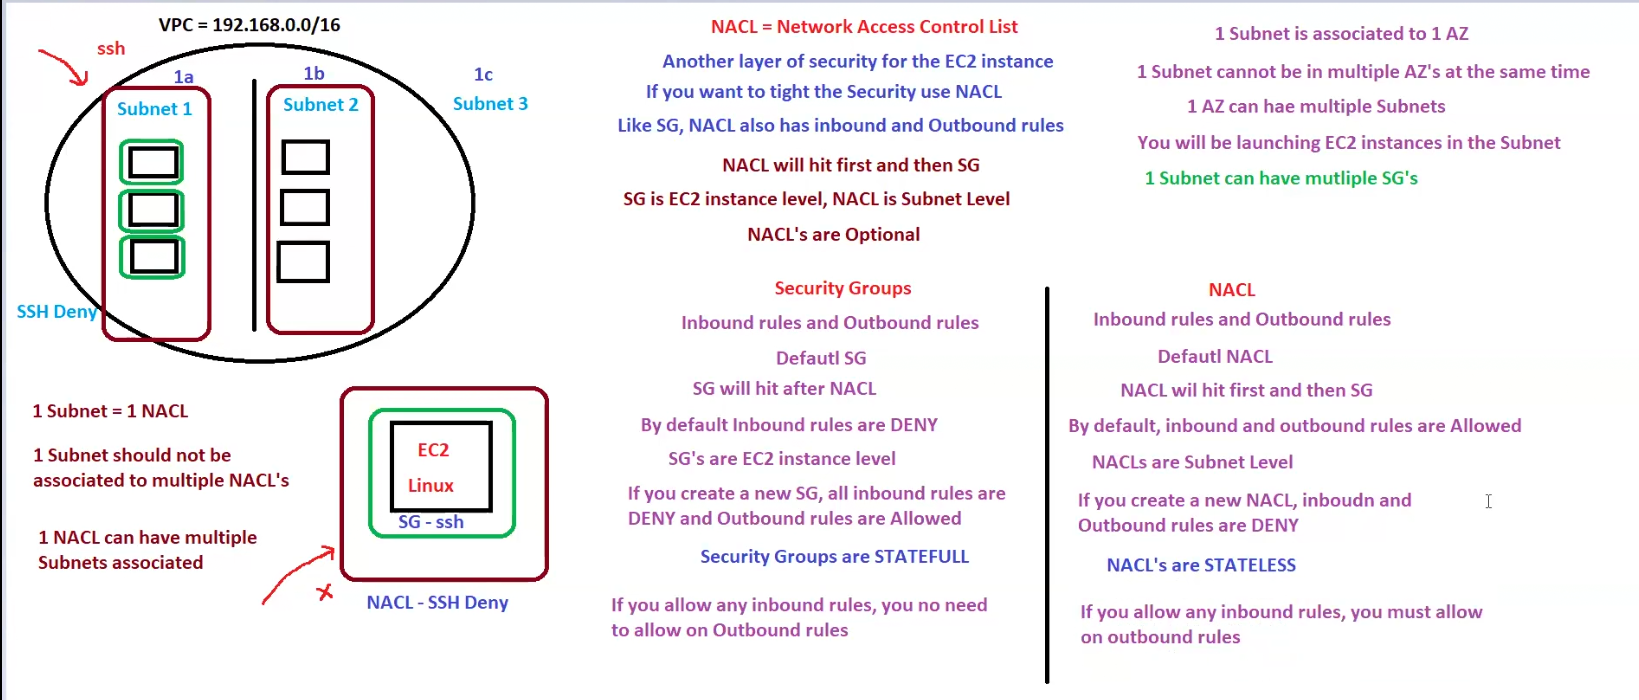 VPC = 192.168.0.0/16
ssh
1a
1b
1c
Subnet 1
Subnet 2
Subnet 3
SSH Deny
1 Subnet = 1 NACL
1 Subnet should not be
associated to multiple NACL's
1 NACL can have multiple
Subnets associated
EC2
Linux
SG - ssh
NACL - SSH Deny
NACL = Network Access Control List
Another layer of security for the EC2 instance
If you want to tight the Security use NACL
Like SG, NACL also has inbound and Outbound rules
NACL will hit first and then SG
SG is EC2 instance level, NACL is Subnet Level
NACL's are Optional
1 Subnet is associated to 1 AZ
1 Subnet cannot be in multiple AZ's at the same time
1 AZ can hae multiple Subnets
You will be launching EC2 instances in the Subnet
1 Subnet can have mutliple SG's
Security Groups
Inbound rules and Outbound rules
Defautl SG
SG will hit after NACL
By default Inbound rules are DENY
SG's are EC2 instance level
If you create a new SG, all inbound rules are
DENY and Outbound rules are Allowed
Security Groups are STATEFULL
If you allow any inbound rules, you no need
to allow on Outbound rules
NACL
Inbound rules and Outbound rules
Defautl NACL
NACL wil hit first and then SG
By default, inbound and outbound rules are Allowed
NACLs are Subnet Level
If you create a new NACL, inboudn and
Outbound rules are DENY
NACL's are STATELESS
If you allow any inbound rules, you must allow
on outbound rules